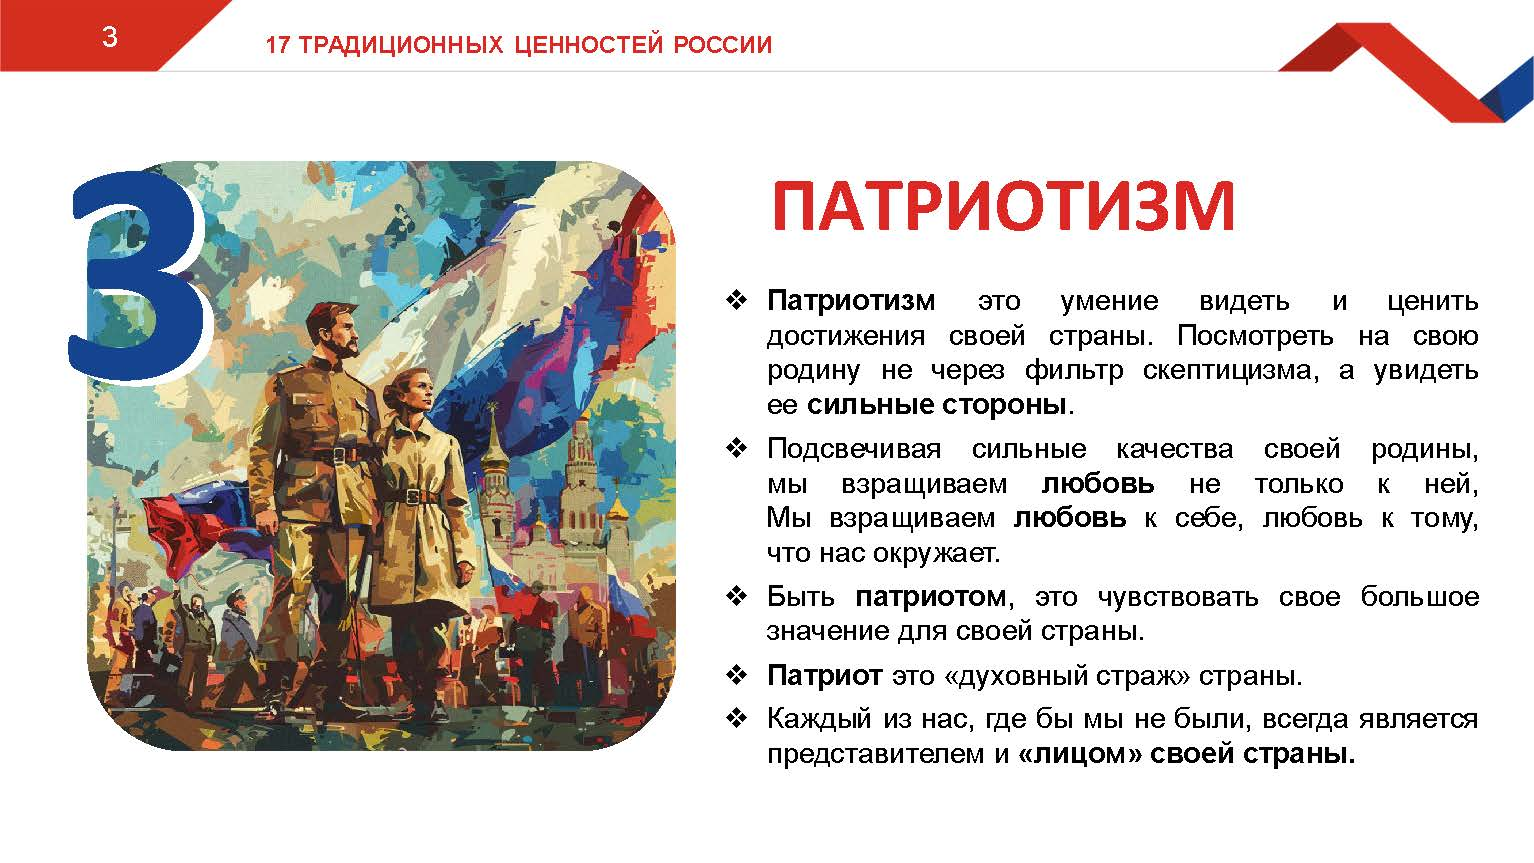 3
17 ТРАДИЦИОННЫХ ЦЕННОСТЕЙ РОССИИ
3
ПАТРИОТИЗМ
❖ Патриотизм это умение видеть и ценить
достижения своей страны. Посмотреть на свою
родину не через фильтр скептицизма, а увидеть
ее сильные стороны.
❖ Подсвечивая сильные качества своей родины,
мы взращиваем любовь не только к ней,
Мы взращиваем любовь к себе, любовь к тому,
что нас окружает.
❖ Быть патриотом, это чувствовать свое большое
значение для своей страны.
❖ Патриот это «духовный страж» страны.
❖ Каждый из нас, где бы мы не были, всегда является
представителем и «лицом» своей страны.